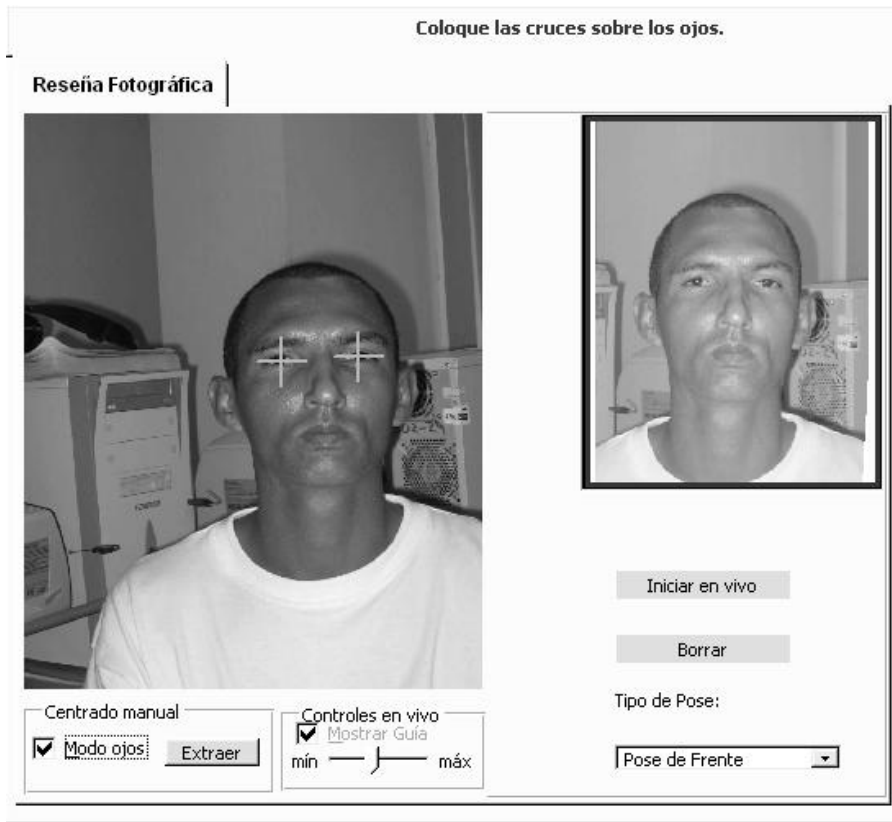 Coloque las cruces sobre los ojos.
Reseña Fotográfica
Iniciar en vivo
Borrar
Tipo de Pose:
Pose de Frente
Centrado manual
Modo ojos
Extraer
Controles en vivo
Mostrar Guía
mín
máx